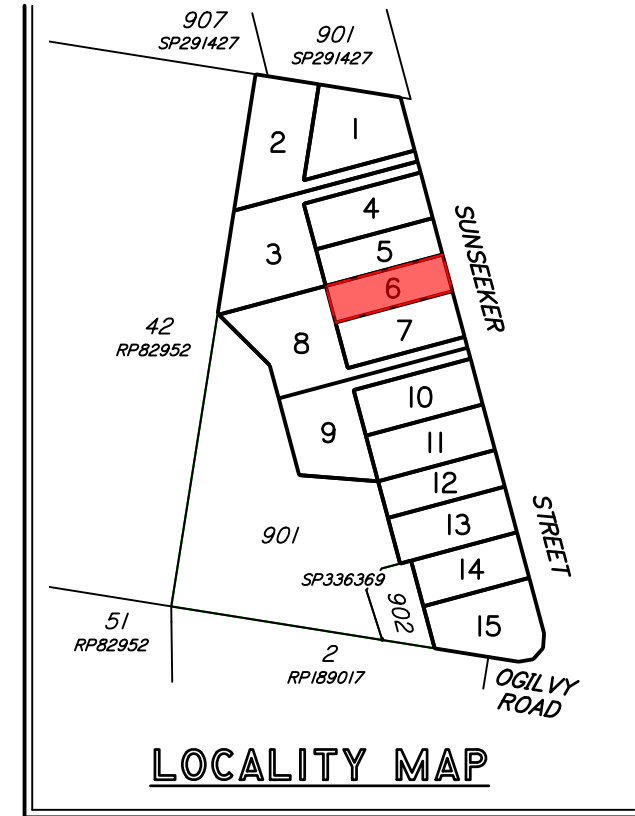 907
SP291427
901
SP291427
1
2
4
SUNSEEKER
3
5
6
42
RP82952
8
7
10
9
11
12
STREET
13
901
14
SP336369
902
15
51
RP82952
2
RP189017
OGILVY
ROAD
LOCALITY MAP